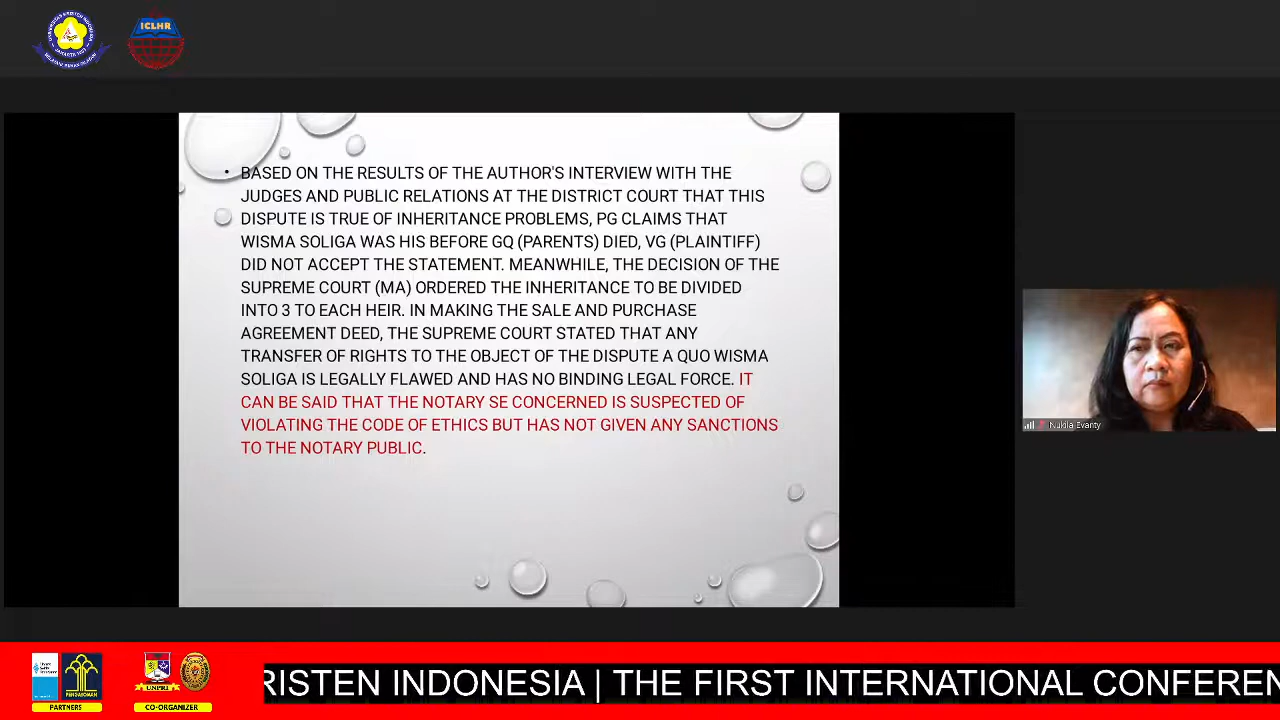 ICLHR
• BASED ON THE RESULTS OF THE AUTHOR'S INTERVIEW WITH THE
JUDGES AND PUBLIC RELATIONS AT THE DISTRICT COURT THAT THIS
DISPUTE IS TRUE OF INHERITANCE PROBLEMS, PG CLAIMS THAT
WISMA SOLIGA WAS HIS BEFORE GQ (PARENTS) DIED, VG (PLAINTIFF)
DID NOT ACCEPT THE STATEMENT. MEANWHILE, THE DECISION OF THE
SUPREME COURT (MA) ORDERED THE INHERITANCE TO BE DIVIDED
INTO 3 TO EACH HEIR. IN MAKING THE SALE AND PURCHASE
AGREEMENT DEED, THE SUPREME COURT STATED THAT ANY
TRANSFER OF RIGHTS TO THE OBJECT OF THE DISPUTE A QUO WISMA
SOLIGA IS LEGALLY FLAWED AND HAS NO BINDING LEGAL FORCE. IT
CAN BE SAID THAT THE NOTARY SE CONCERNED IS SUSPECTED OF
VIOLATING THE CODE OF ETHICS BUT HAS NOT GIVEN ANY SANCTIONS
TO THE NOTARY PUBLIC.
Nukila Evanty
PENGAYOMAN
UNPRI
PARTNERS
CO-ORGANIZER
RISTEN INDONESIA | THE FIRST INTERNATIONAL CONFEREN